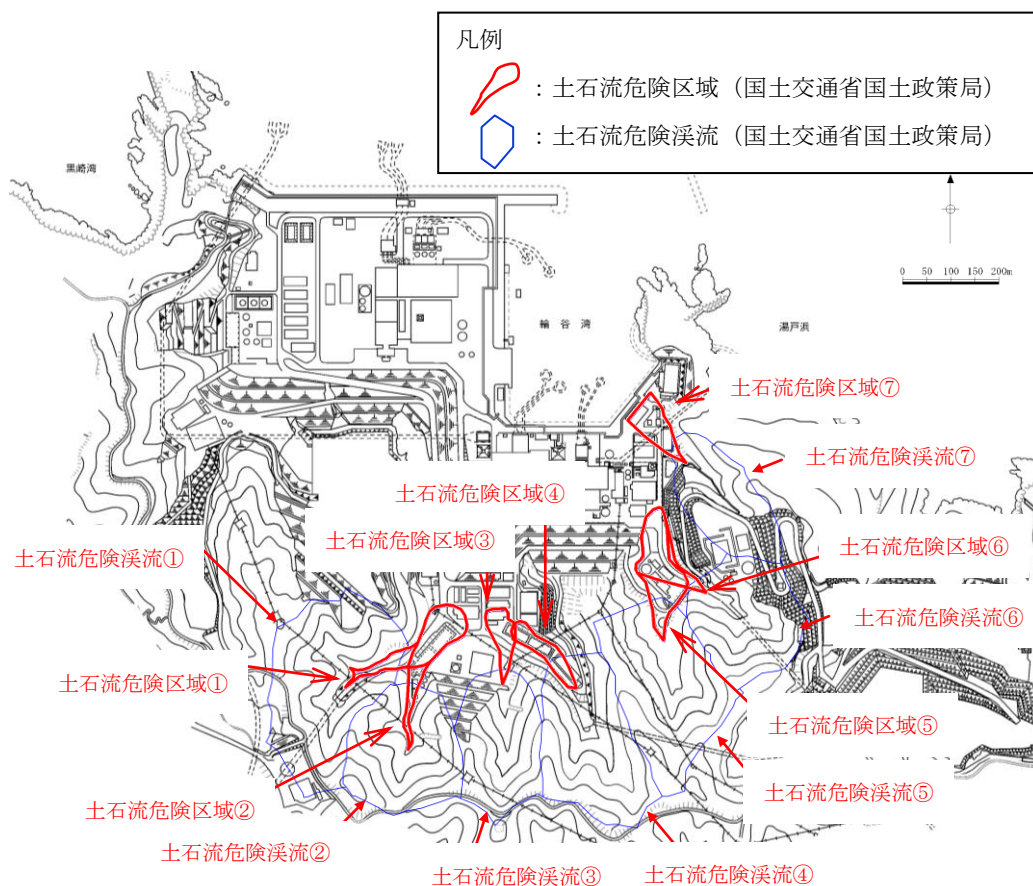 凡例
：土石流危険区域（国土交通省国土政策局）
：土石流危険渓流（国土交通省国土政策局）
黒崎湾
0 50 100 150 200m
輪谷湾
湯戸浜
土石流危険区域⑦
土石流危険渓流⑦
土石流危険区域④
土石流危険区域③
土石流危険渓流①
土石流危険区域⑥
土石流危険渓流⑥
土石流危険区域①
土石流危険区域⑤
土石流危険渓流⑤
土石流危険区域②
土石流危険渓流②
土石流危険渓流③
土石流危険渓流④